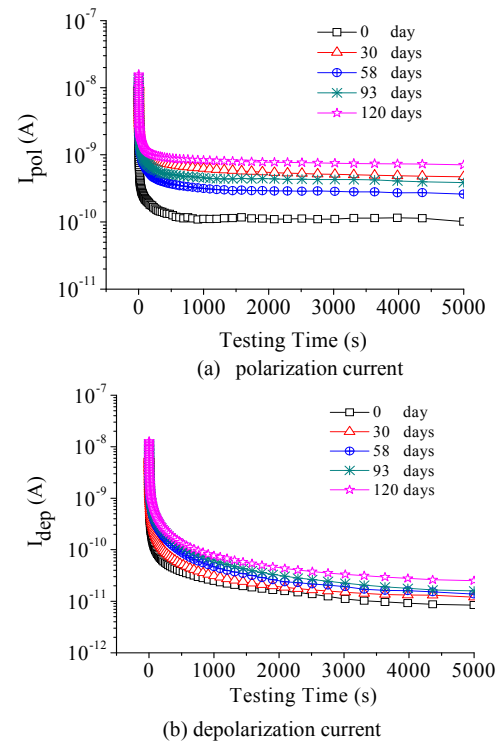 10⁻⁷
0 day
30 days
58 days
93 days
120 days
10⁻⁸
10⁻⁹
10⁻¹⁰
10⁻¹¹
I_pol (A)
0 1000 2000 3000 4000 5000
Testing Time (s)
(a) polarization current
10⁻⁷
0 day
30 days
58 days
93 days
120 days
10⁻⁸
10⁻⁹
10⁻¹⁰
10⁻¹¹
10⁻¹²
I_dep (A)
0 1000 2000 3000 4000 5000
Testing Time (s)
(b) depolarization current